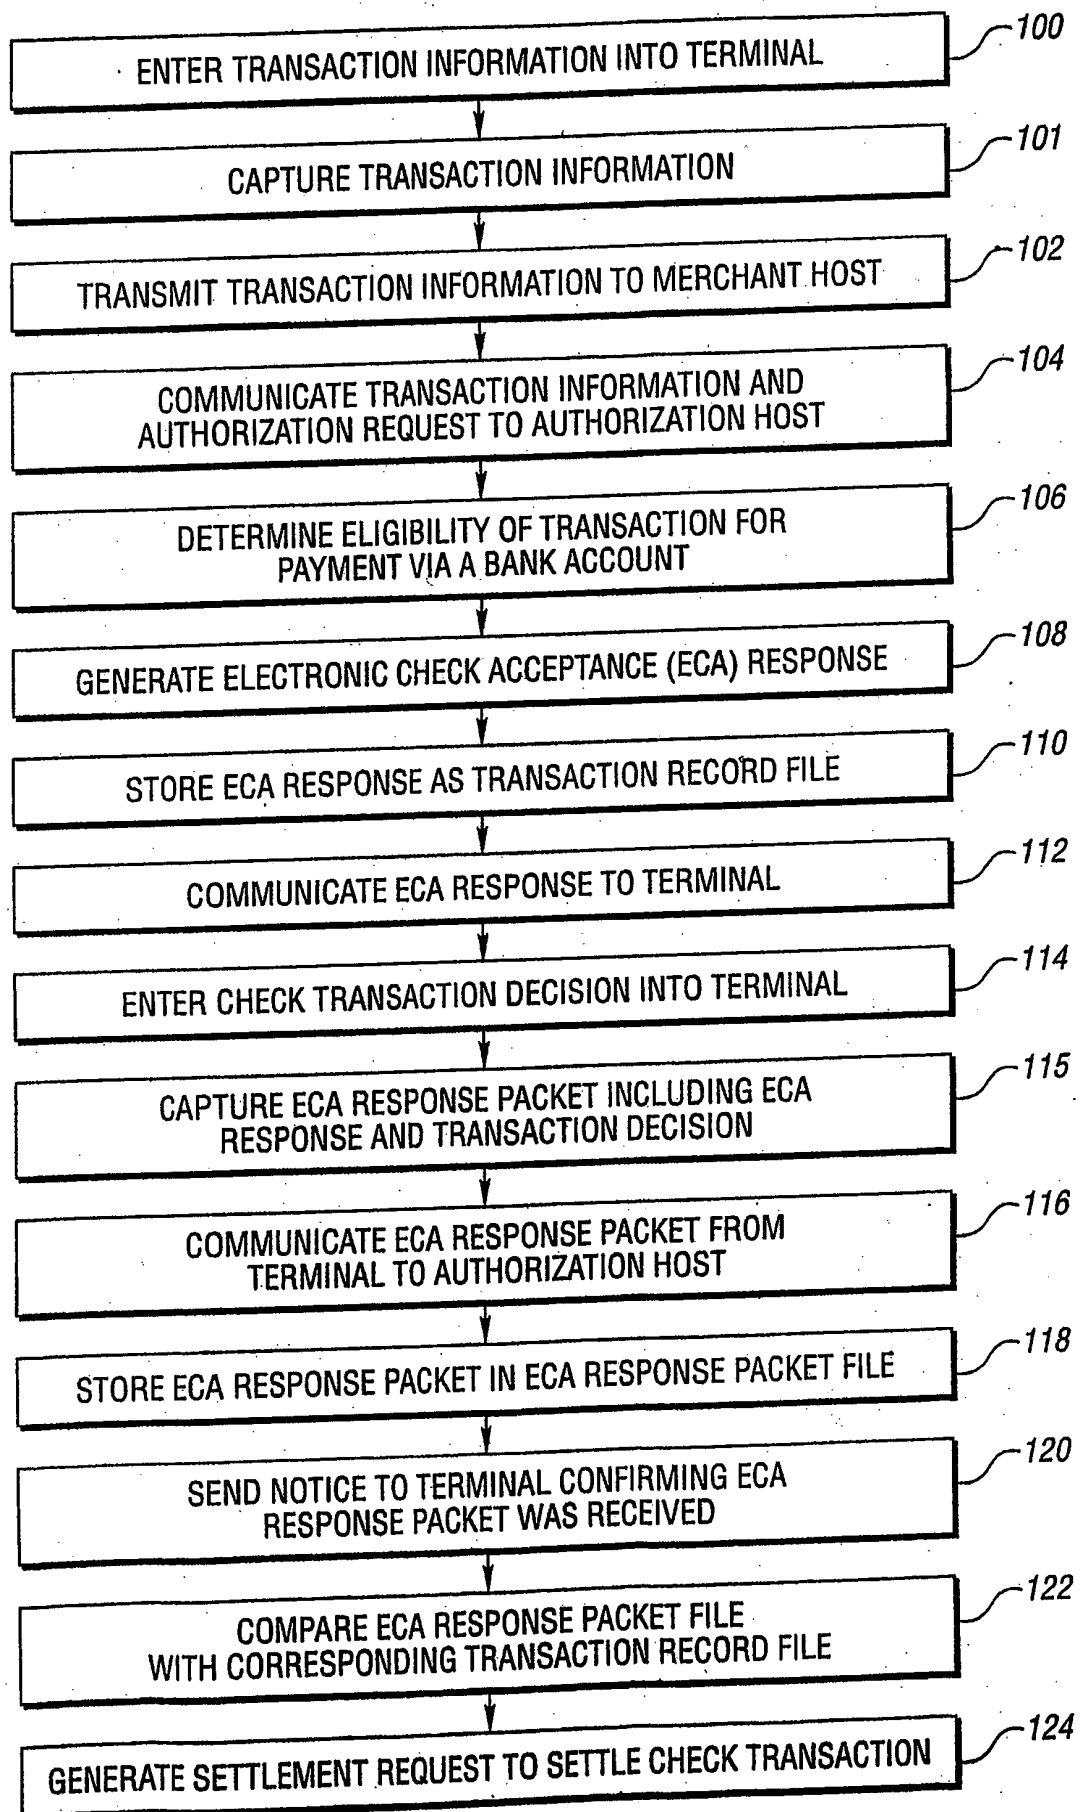 100
ENTER TRANSACTION INFORMATION INTO TERMINAL
101
CAPTURE TRANSACTION INFORMATION
102
TRANSMIT TRANSACTION INFORMATION TO MERCHANT HOST
104
COMMUNICATE TRANSACTION INFORMATION AND
AUTHORIZATION REQUEST TO AUTHORIZATION HOST
106
DETERMINE ELIGIBILITY OF TRANSACTION FOR
PAYMENT VIA A BANK ACCOUNT
108
GENERATE ELECTRONIC CHECK ACCEPTANCE (ECA) RESPONSE
110
STORE ECA RESPONSE AS TRANSACTION RECORD FILE
112
COMMUNICATE ECA RESPONSE TO TERMINAL
114
ENTER CHECK TRANSACTION DECISION INTO TERMINAL
115
CAPTURE ECA RESPONSE PACKET INCLUDING ECA
RESPONSE AND TRANSACTION DECISION
116
COMMUNICATE ECA RESPONSE PACKET FROM
TERMINAL TO AUTHORIZATION HOST
118
STORE ECA RESPONSE PACKET IN ECA RESPONSE PACKET FILE
120
SEND NOTICE TO TERMINAL CONFIRMING ECA
RESPONSE PACKET WAS RECEIVED
122
COMPARE ECA RESPONSE PACKET FILE
WITH CORRESPONDING TRANSACTION RECORD FILE
124
GENERATE SETTLEMENT REQUEST TO SETTLE CHECK TRANSACTION